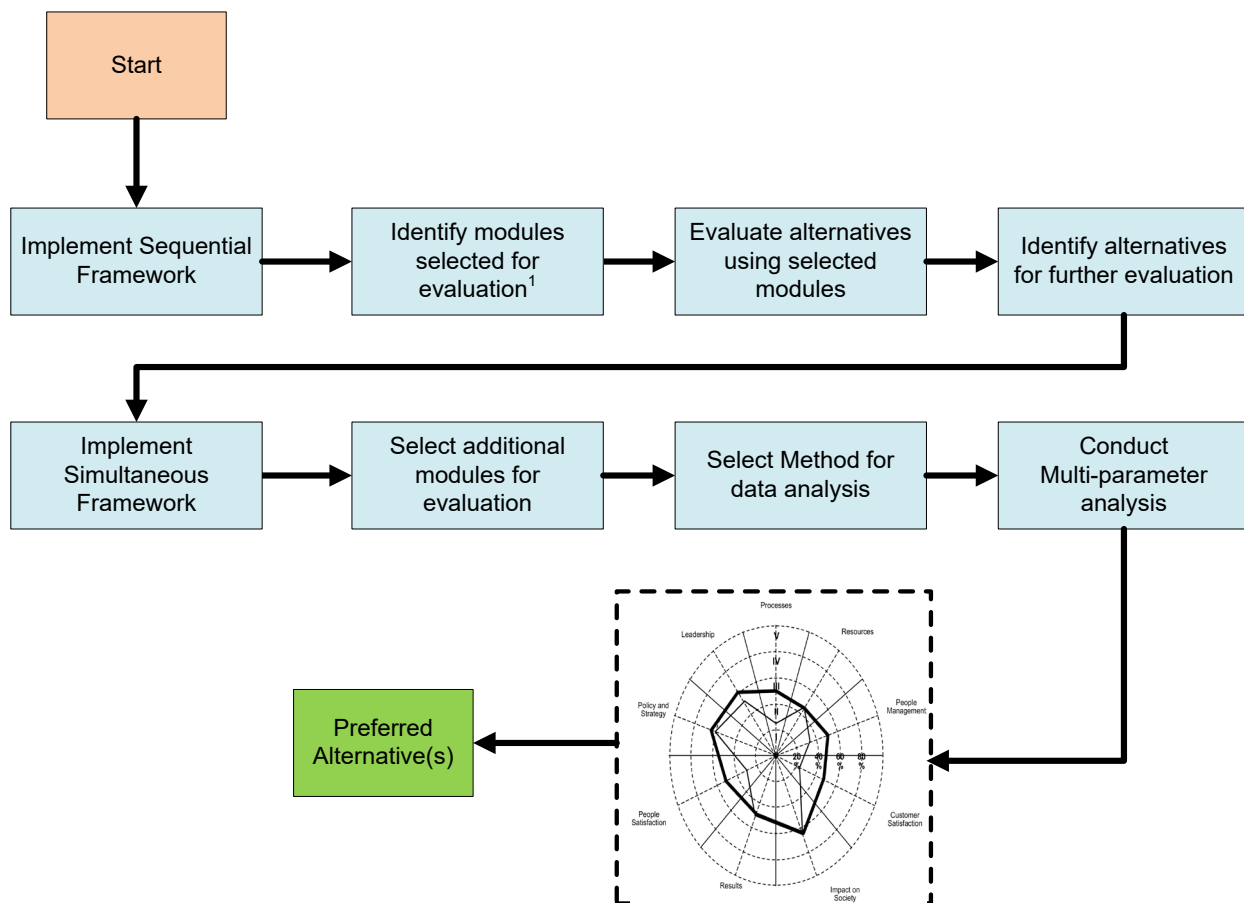 Start
Implement Sequential
Framework
Identify modules
selected for
evaluation1
Evaluate alternatives
using selected
modules
Identify alternatives
for further evaluation
Implement
Simultaneous
Framework
Select additional
modules for
evaluation
Select Method for
data analysis
Conduct
Multi-parameter
analysis
Processes
Leadership
Resources
V
IV
III
II
I
Policy and
Strategy
People
Management
20
%
40
%
60
%
80
%
People
Satisfaction
Customer
Satisfaction
Results
Impact on
Society
Preferred
Alternative(s)